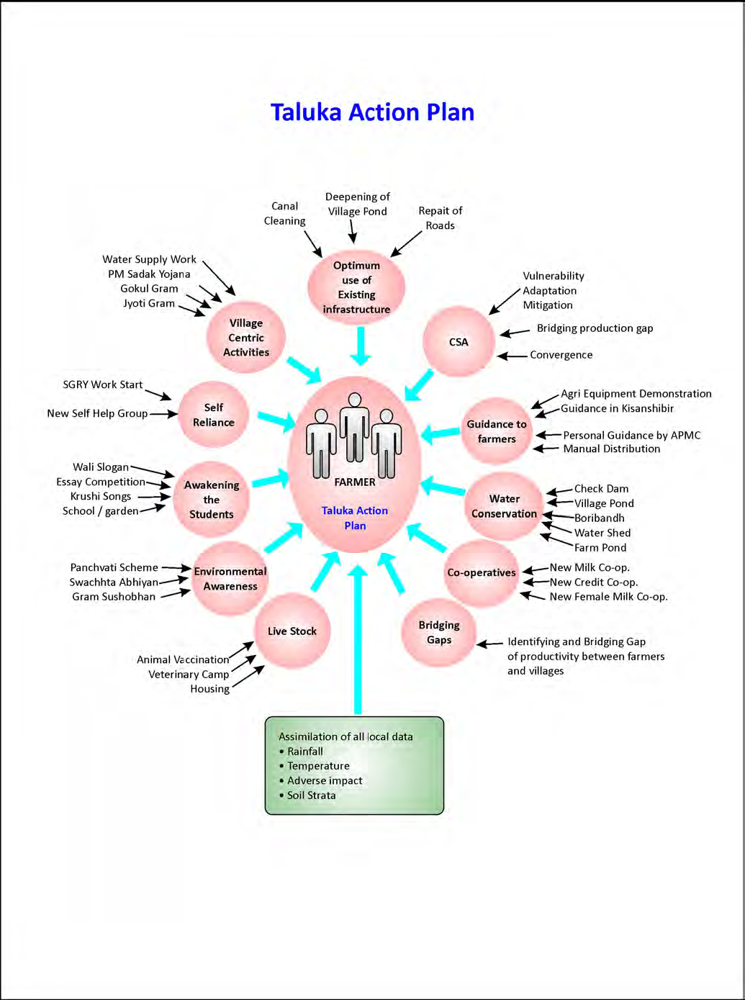 Taluka Action Plan
Canal
Cleaning
Deepening of
Village Pond
Repait of
Roads
Optimum
use of
Existing
infrastructure
Water Supply Work
PM Sadak Yojana
Gokul Gram
Jyoti Gram
Village
Centric
Activities
Vulnerability
Adaptation
Mitigation
Bridging production gap
Convergence
CSA
SGRY Work Start
New Self Help Group
Self
Reliance
Agri Equipment Demonstration
Guidance in Kisanshibir
Personal Guidance by APMC
Manual Distribution
Guidance to
farmers
FARMER
Taluka Action
Plan
Wali Slogan
Essay Competition
Krushi Songs
School / garden
Awakening
the
Students
Water
Conservation
Check Dam
Village Pond
Boribandh
Water Shed
Farm Pond
Panchvati Scheme
Swachhta Abhiyan
Gram Sushobhan
Environmental
Awareness
Co-operatives
New Milk Co-op.
New Credit Co-op.
New Female Milk Co-op.
Live Stock
Animal Vaccination
Veterinary Camp
Housing
Bridging
Gaps
Identifying and Bridging Gap
of productivity between farmers
and villages
Assimilation of all local data
• Rainfall
• Temperature
• Adverse impact
• Soil Strata